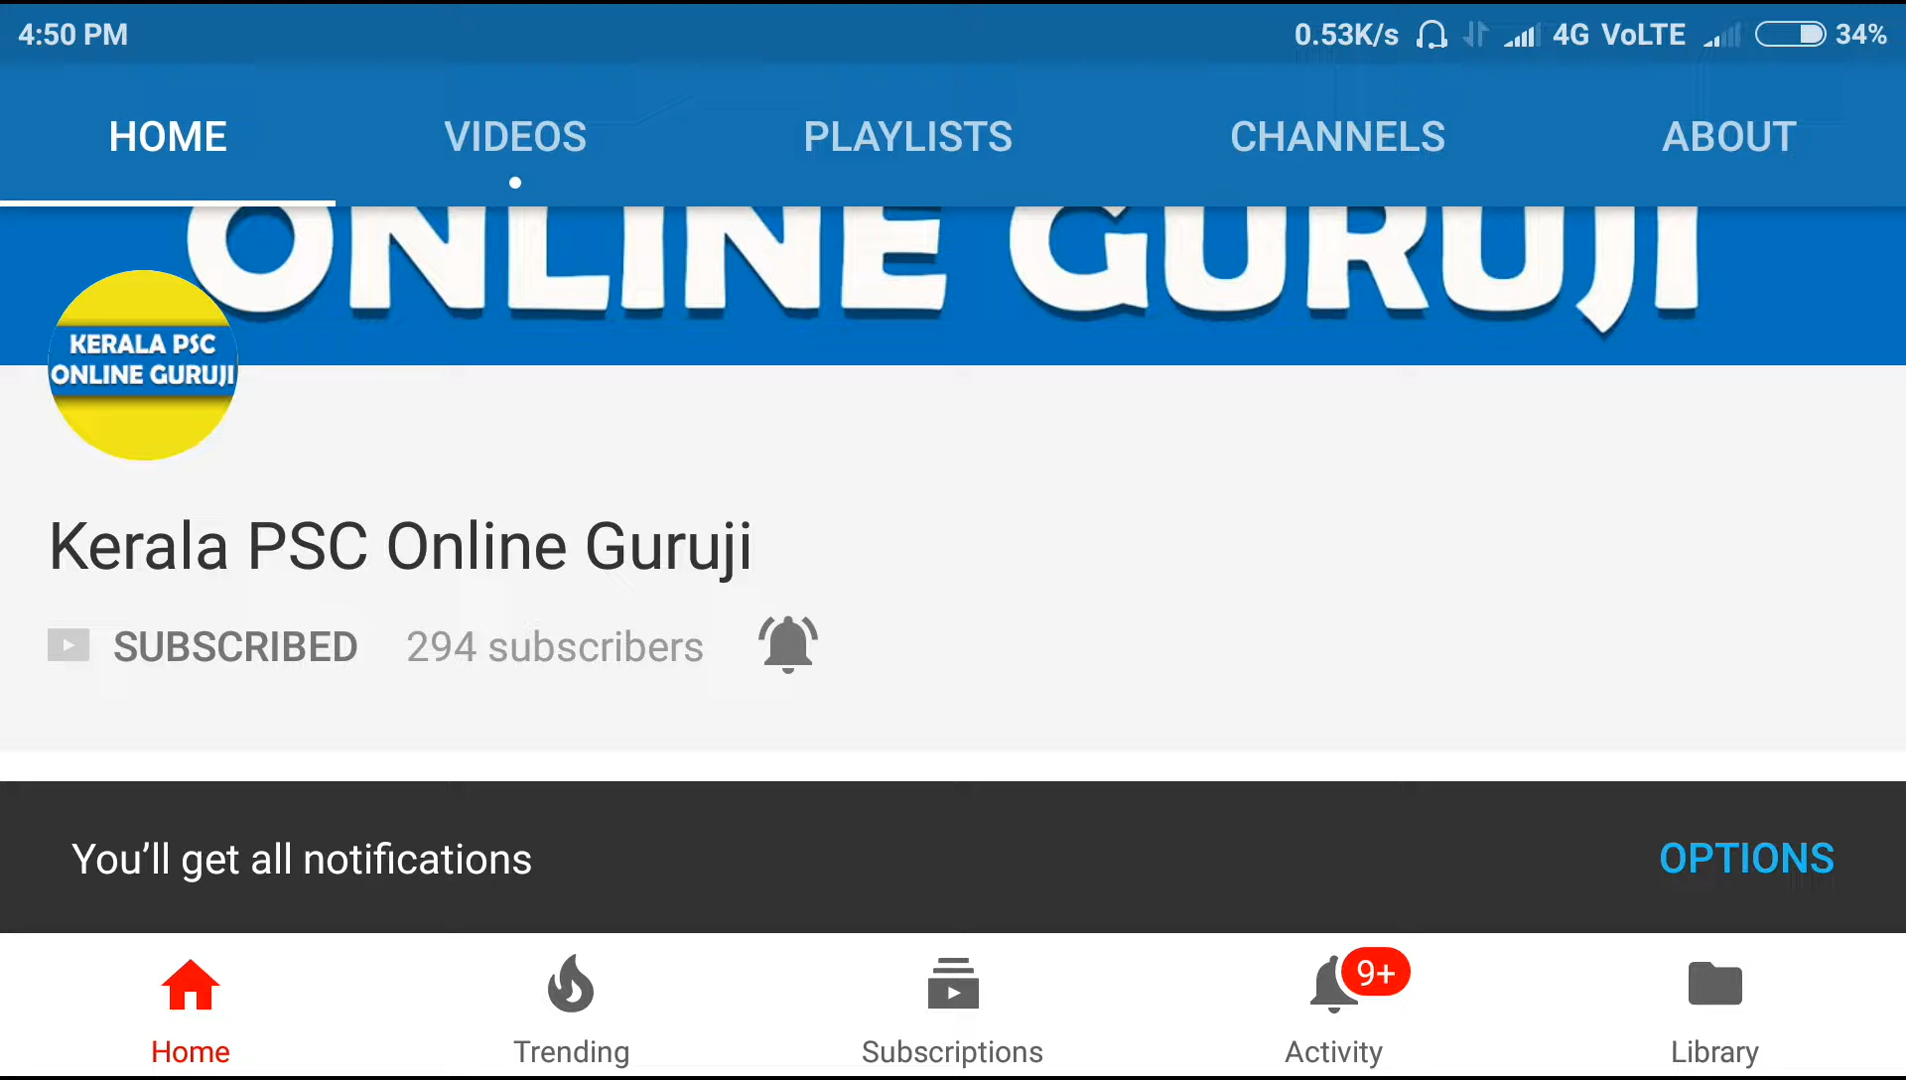 4:50 PM 0.53K/s 4G VoLTE 34%
HOME VIDEOS PLAYLISTS CHANNELS ABOUT
ONLINE GURUJI
KERALA PSC
ONLINE GURUJI
Kerala PSC Online Guruji
SUBSCRIBED 294 subscribers
You’ll get all notifications OPTIONS
9+
Home Trending Subscriptions Activity Library